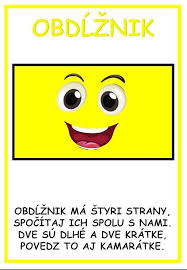 OBDĹŽNIK
OBDĹŽNIK MÁ ŠTYRI STRANY,
SPOČÍTAJ ICH SPOLU S NAMI.
DVE SÚ DLHÉ A DVE KRÁTKE,
POVEDZ TO AJ KAMARÁTKE.